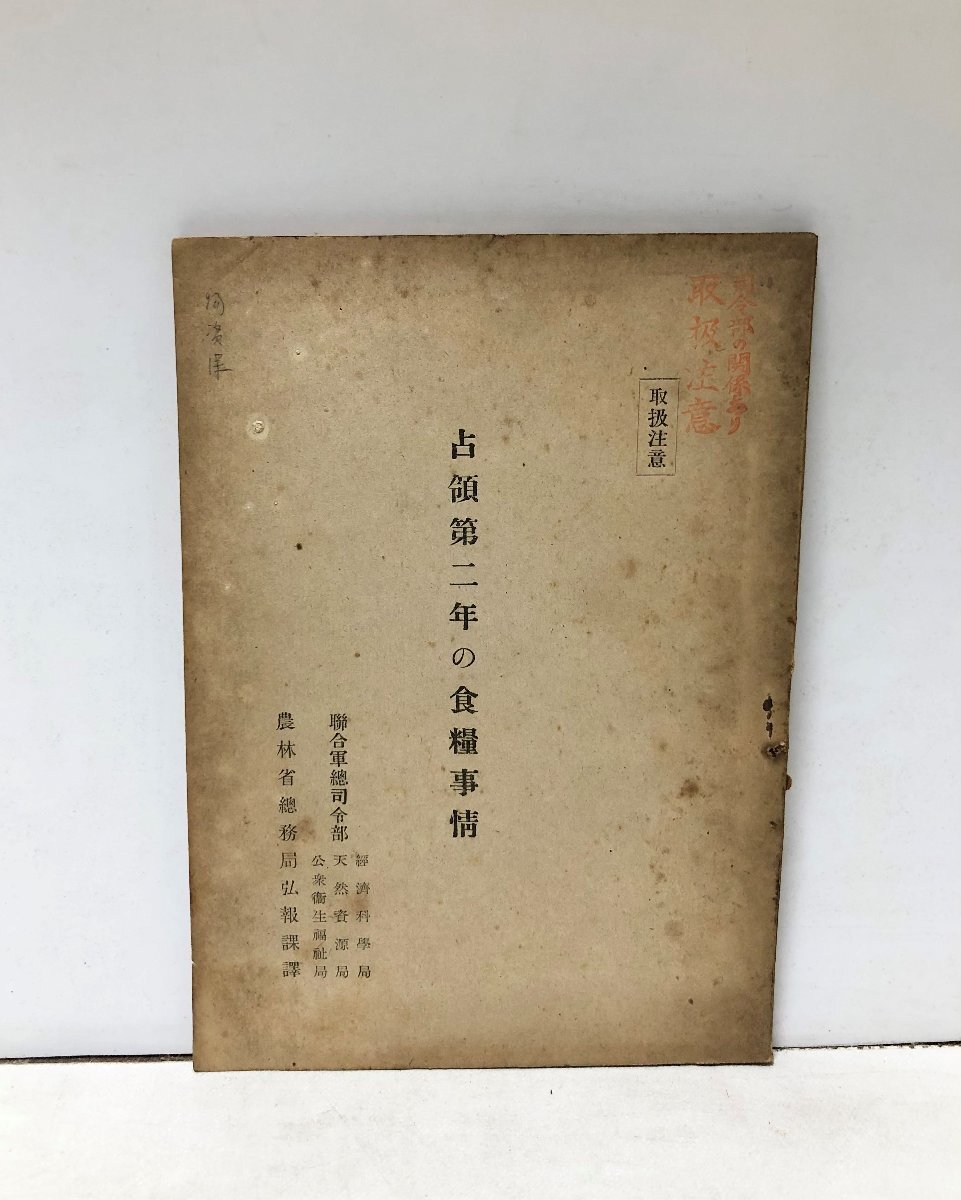 司令部の関係あり
取扱注意
取扱注意
占領第二年の食糧事情
聯合軍總司令部
經濟科學局
天然資源局
公衆衞生福祉局
農林省總務局弘報課譯